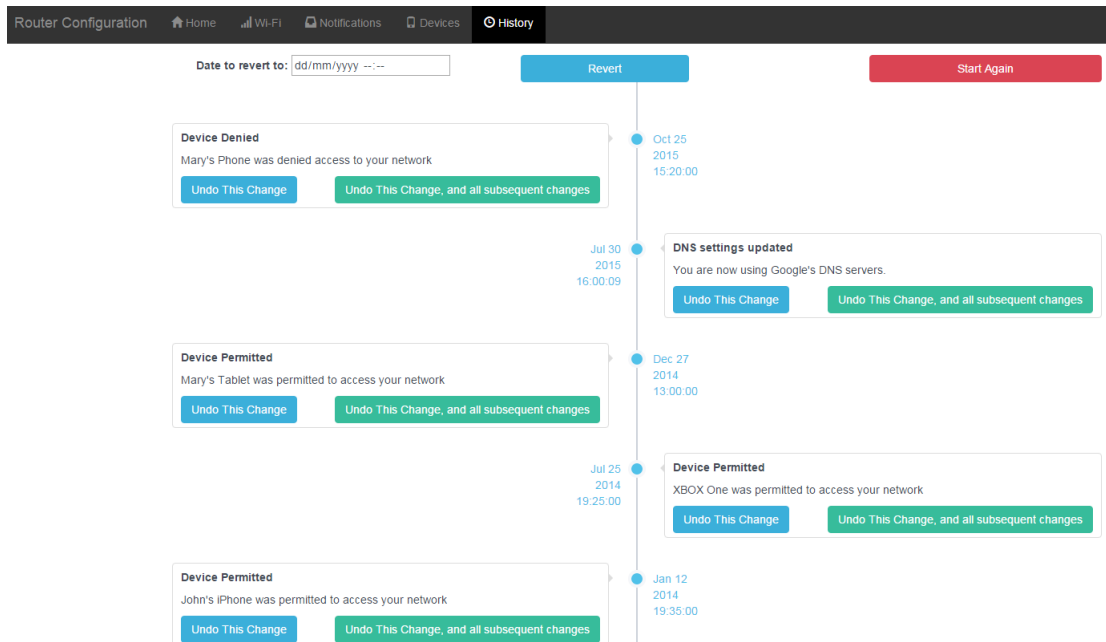 Router Configuration Home Wi-Fi Notifications Devices History
Date to revert to: dd/mm/yyyy --:-- Revert Start Again
Device Denied
Mary's Phone was denied access to your network
Undo This Change Undo This Change, and all subsequent changes
Oct 25
2015
15:20:00
Jul 30
2015
16:00:09
DNS settings updated
You are now using Google's DNS servers.
Undo This Change Undo This Change, and all subsequent changes
Device Permitted
Mary's Tablet was permitted to access your network
Undo This Change Undo This Change, and all subsequent changes
Dec 27
2014
13:00:00
Jul 25
2014
19:25:00
Device Permitted
XBOX One was permitted to access your network
Undo This Change Undo This Change, and all subsequent changes
Device Permitted
John's iPhone was permitted to access your network
Undo This Change Undo This Change, and all subsequent changes
Jan 12
2014
19:35:00